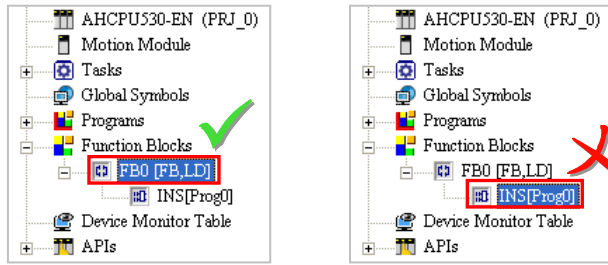 AHCPU530-EN (PRJ_0)
Motion Module
Tasks
Global Symbols
Programs
Function Blocks
FB0 [FB,LD]
INS[Prog0]
Device Monitor Table
APIs
AHCPU530-EN (PRJ_0)
Motion Module
Tasks
Global Symbols
Programs
Function Blocks
FB0 [FB,LD]
INS[Prog0]
Device Monitor Table
APIs